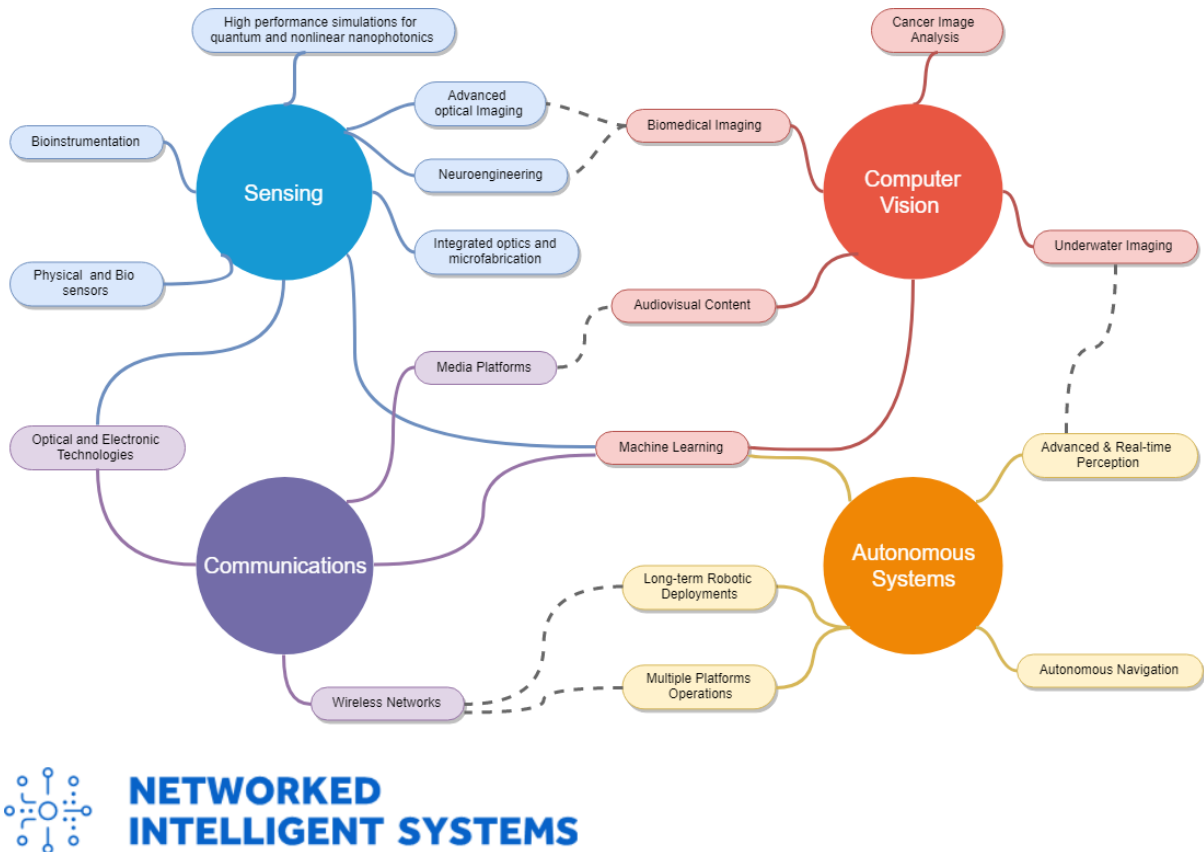 High performance simulations for
quantum and nonlinear nanophotonics
Cancer Image
Analysis
Advanced
optical Imaging
Biomedical Imaging
Bioinstrumentation
Neuroengineering
Sensing
Computer
Vision
Integrated optics and
microfabrication
Underwater Imaging
Physical and Bio
sensors
Audiovisual Content
Media Platforms
Optical and Electronic
Technologies
Machine Learning
Advanced & Real-time
Perception
Communications
Autonomous
Systems
Long-term Robotic
Deployments
Multiple Platforms
Operations
Autonomous Navigation
Wireless Networks
NETWORKED
INTELLIGENT SYSTEMS